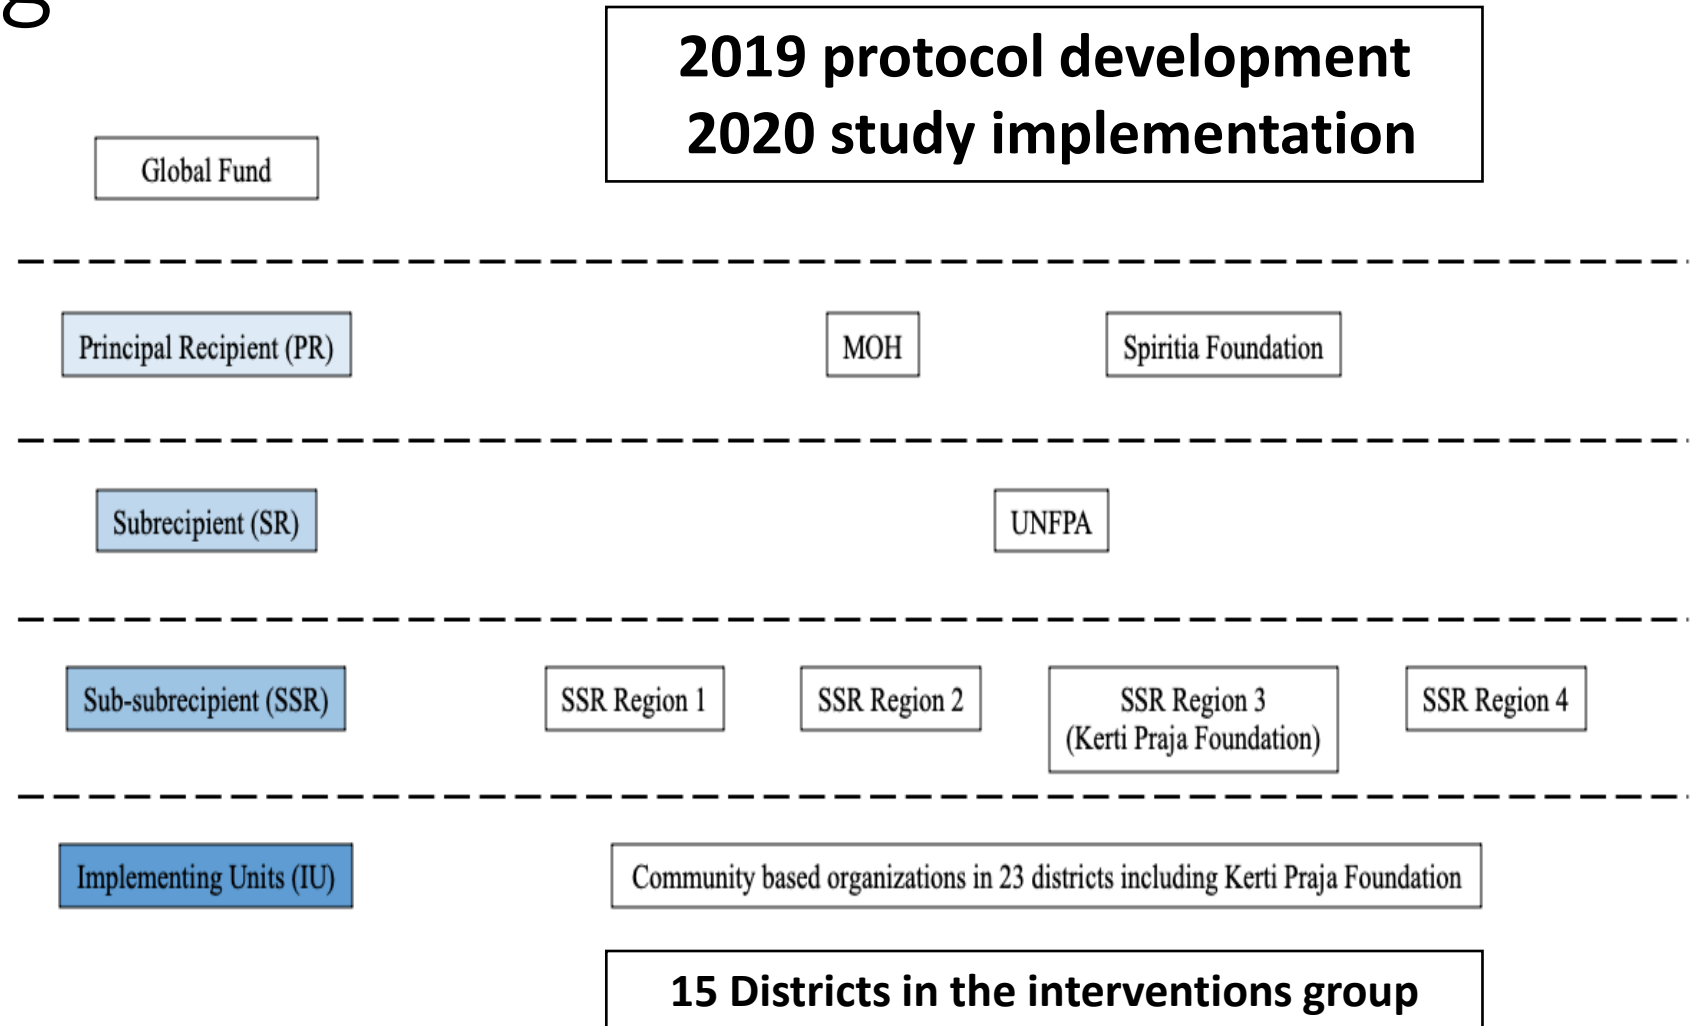 g
2019 protocol development
2020 study implementation
Global Fund
Principal Recipient (PR)
MOH
Spiritia Foundation
Subrecipient (SR)
UNFPA
Sub-subrecipient (SSR)
SSR Region 1
SSR Region 2
SSR Region 3
(Kerti Praja Foundation)
SSR Region 4
Implementing Units (IU)
Community based organizations in 23 districts including Kerti Praja Foundation
15 Districts in the interventions group